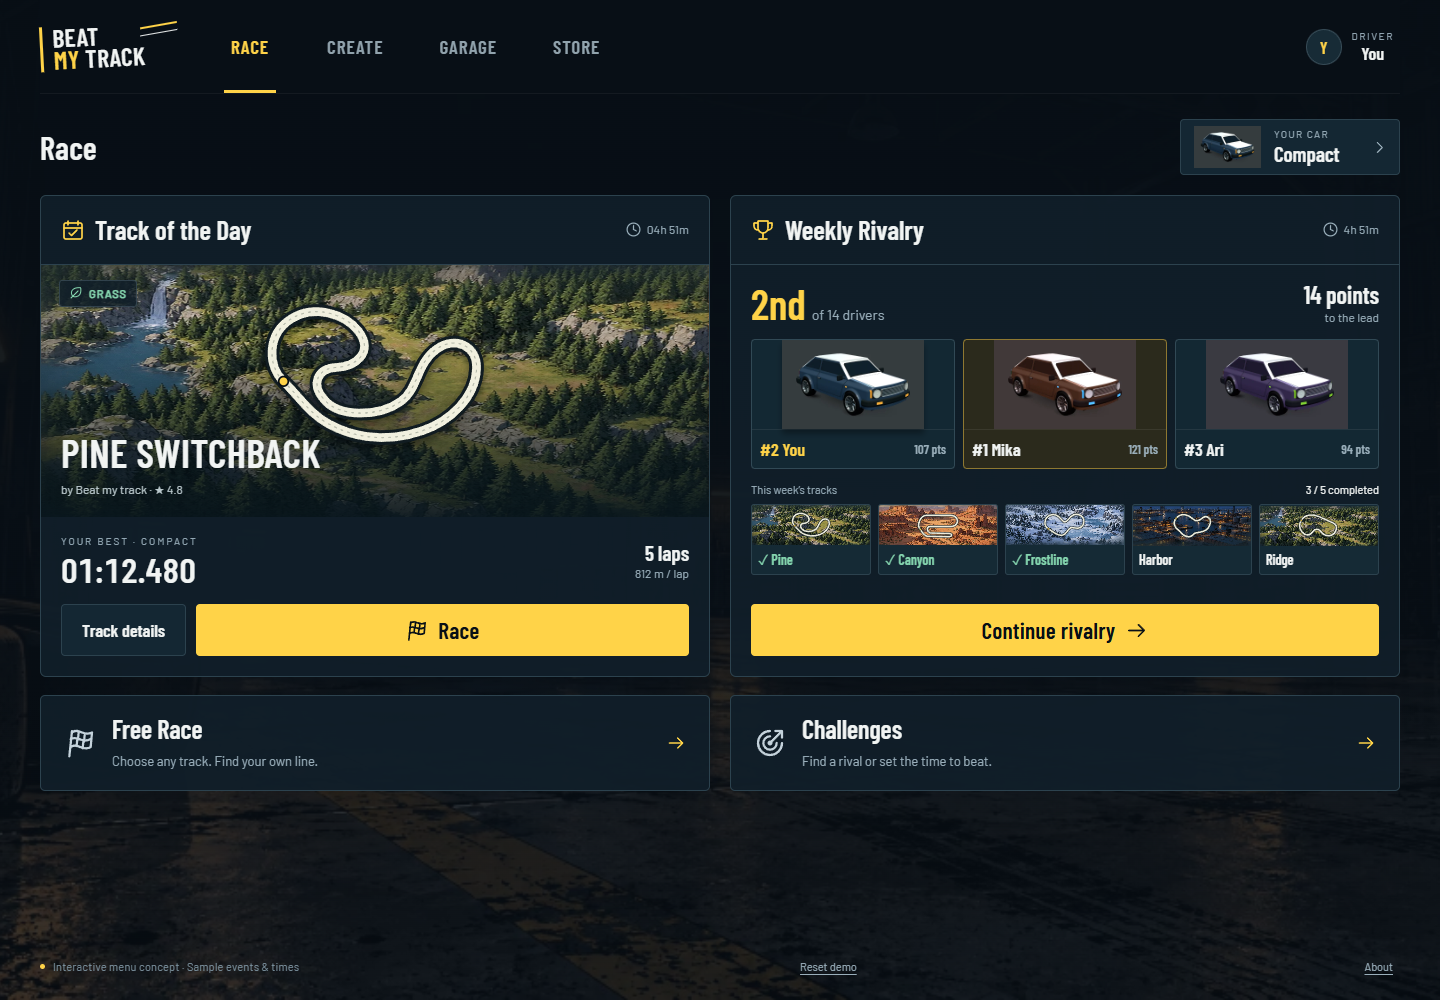 BEAT
MY TRACK
RACE
CREATE
GARAGE
STORE
Y
DRIVER
You
Race
YOUR CAR
Compact
Track of the Day
04h 51m
GRASS
PINE SWITCHBACK
by Beat my track · ★ 4.8
YOUR BEST · COMPACT
01:12.480
5 laps
812 m / lap
Track details
Race
Weekly Rivalry
4h 51m
2nd of 14 drivers
14 points
to the lead
#2 You 107 pts
#1 Mika 121 pts
#3 Ari 94 pts
This week's tracks
3 / 5 completed
✓ Pine
✓ Canyon
✓ Frostline
Harbor
Ridge
Continue rivalry →
Free Race
Choose any track. Find your own line.
Challenges
Find a rival or set the time to beat.
Interactive menu concept · Sample events & times
Reset demo
About